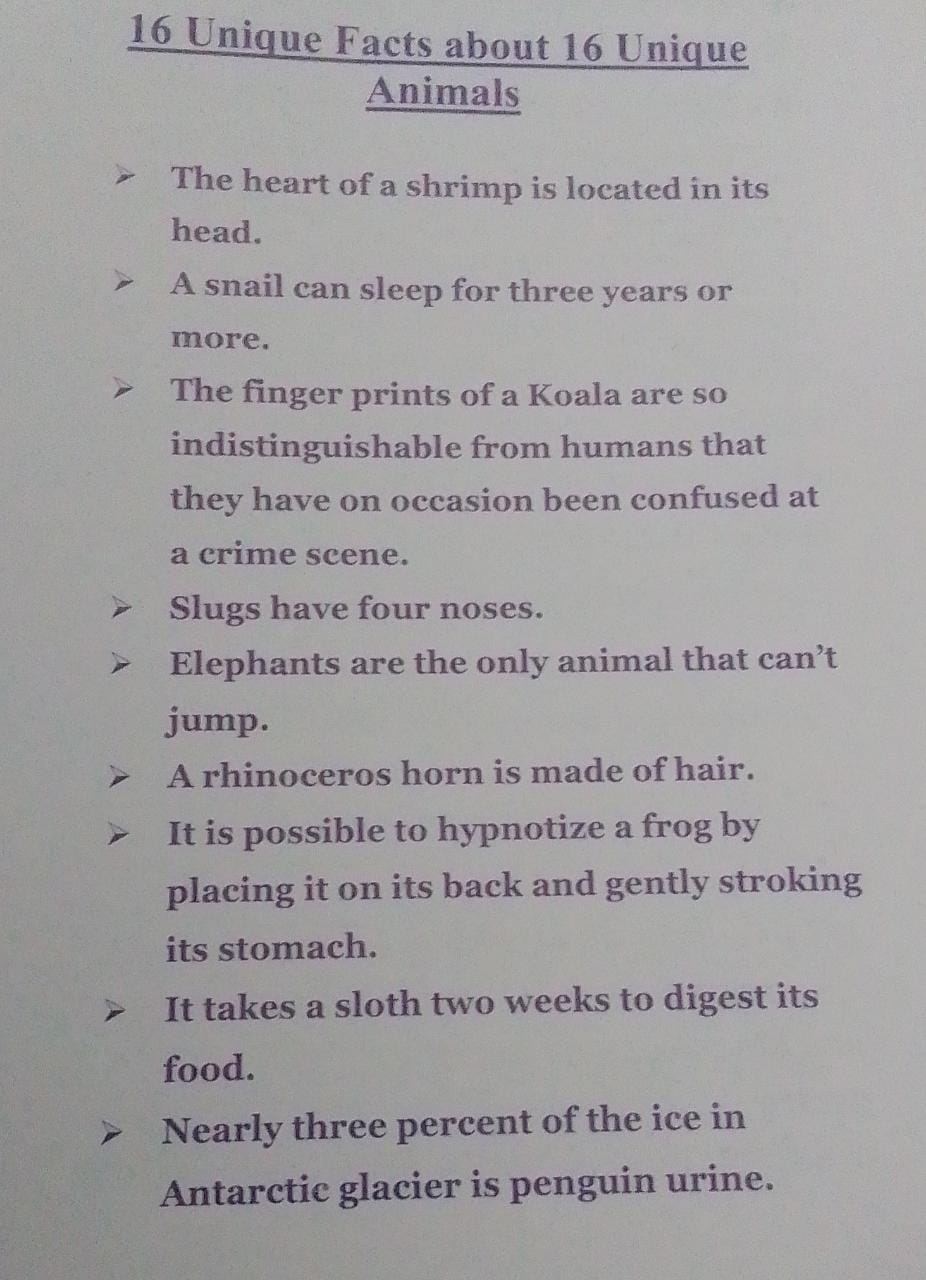 16 Unique Facts about 16 Unique
Animals
➢ The heart of a shrimp is located in its
head.
➢ A snail can sleep for three years or
more.
➢ The finger prints of a Koala are so
indistinguishable from humans that
they have on occasion been confused at
a crime scene.
➢ Slugs have four noses.
➢ Elephants are the only animal that can't
jump.
➢ A rhinoceros horn is made of hair.
➢ It is possible to hypnotize a frog by
placing it on its back and gently stroking
its stomach.
➢ It takes a sloth two weeks to digest its
food.
➢ Nearly three percent of the ice in
Antarctic glacier is penguin urine.